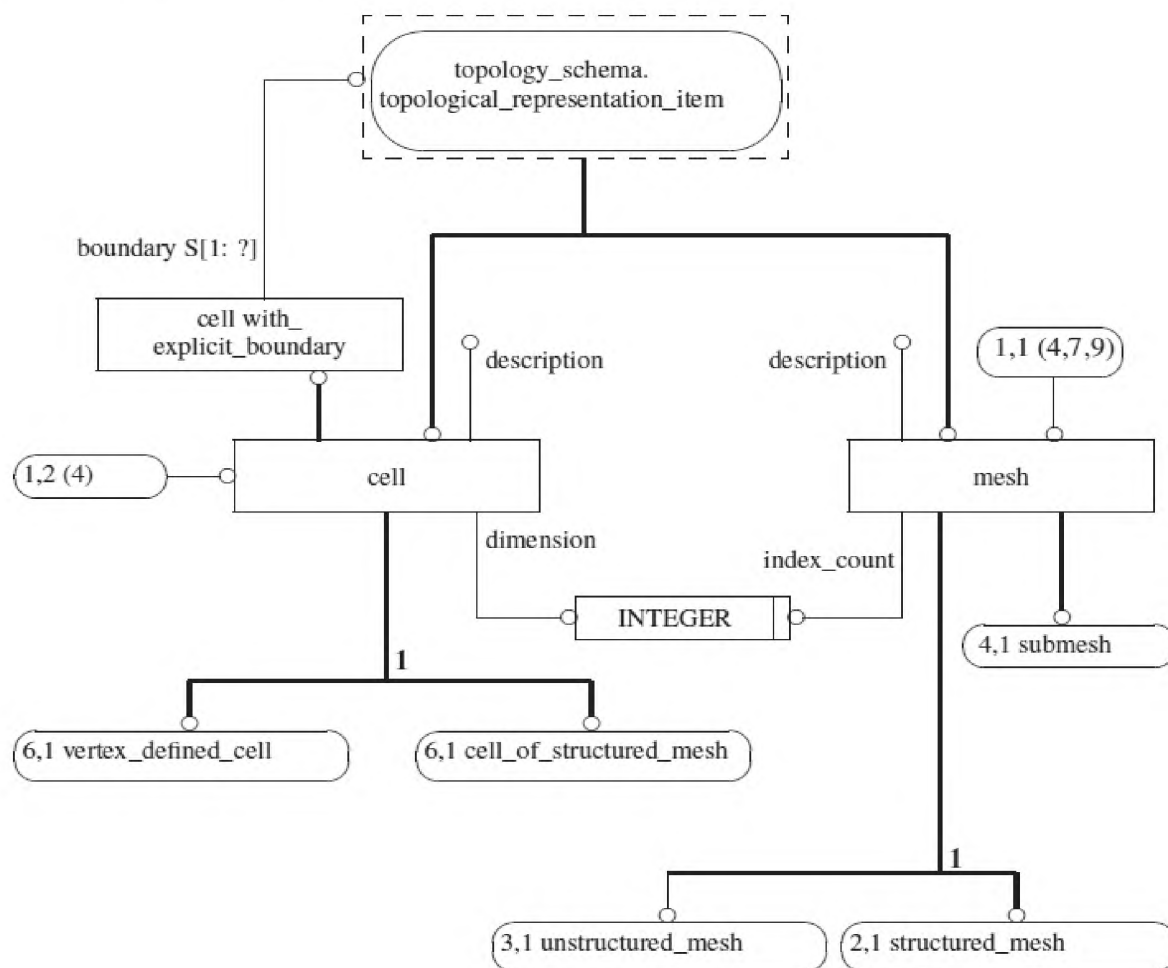 topology_schema.
topological_representation_item
boundary S[1: ?]
cell with_
explicit_boundary
description
description
1,1 (4,7,9)
1,2 (4)
cell
mesh
dimension
index_count
INTEGER
4,1 submesh
1
6,1 vertex_defined_cell
6,1 cell_of_structured_mesh
1
3,1 unstructured_mesh
2,1 structured_mesh